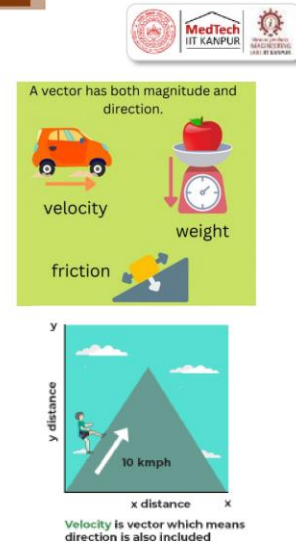 MedTech
IIT KANPUR
A vector has both magnitude and
direction.
velocity
weight
friction
y
y distance
10 kmph
x distance
x
Velocity is vector which means
direction is also included